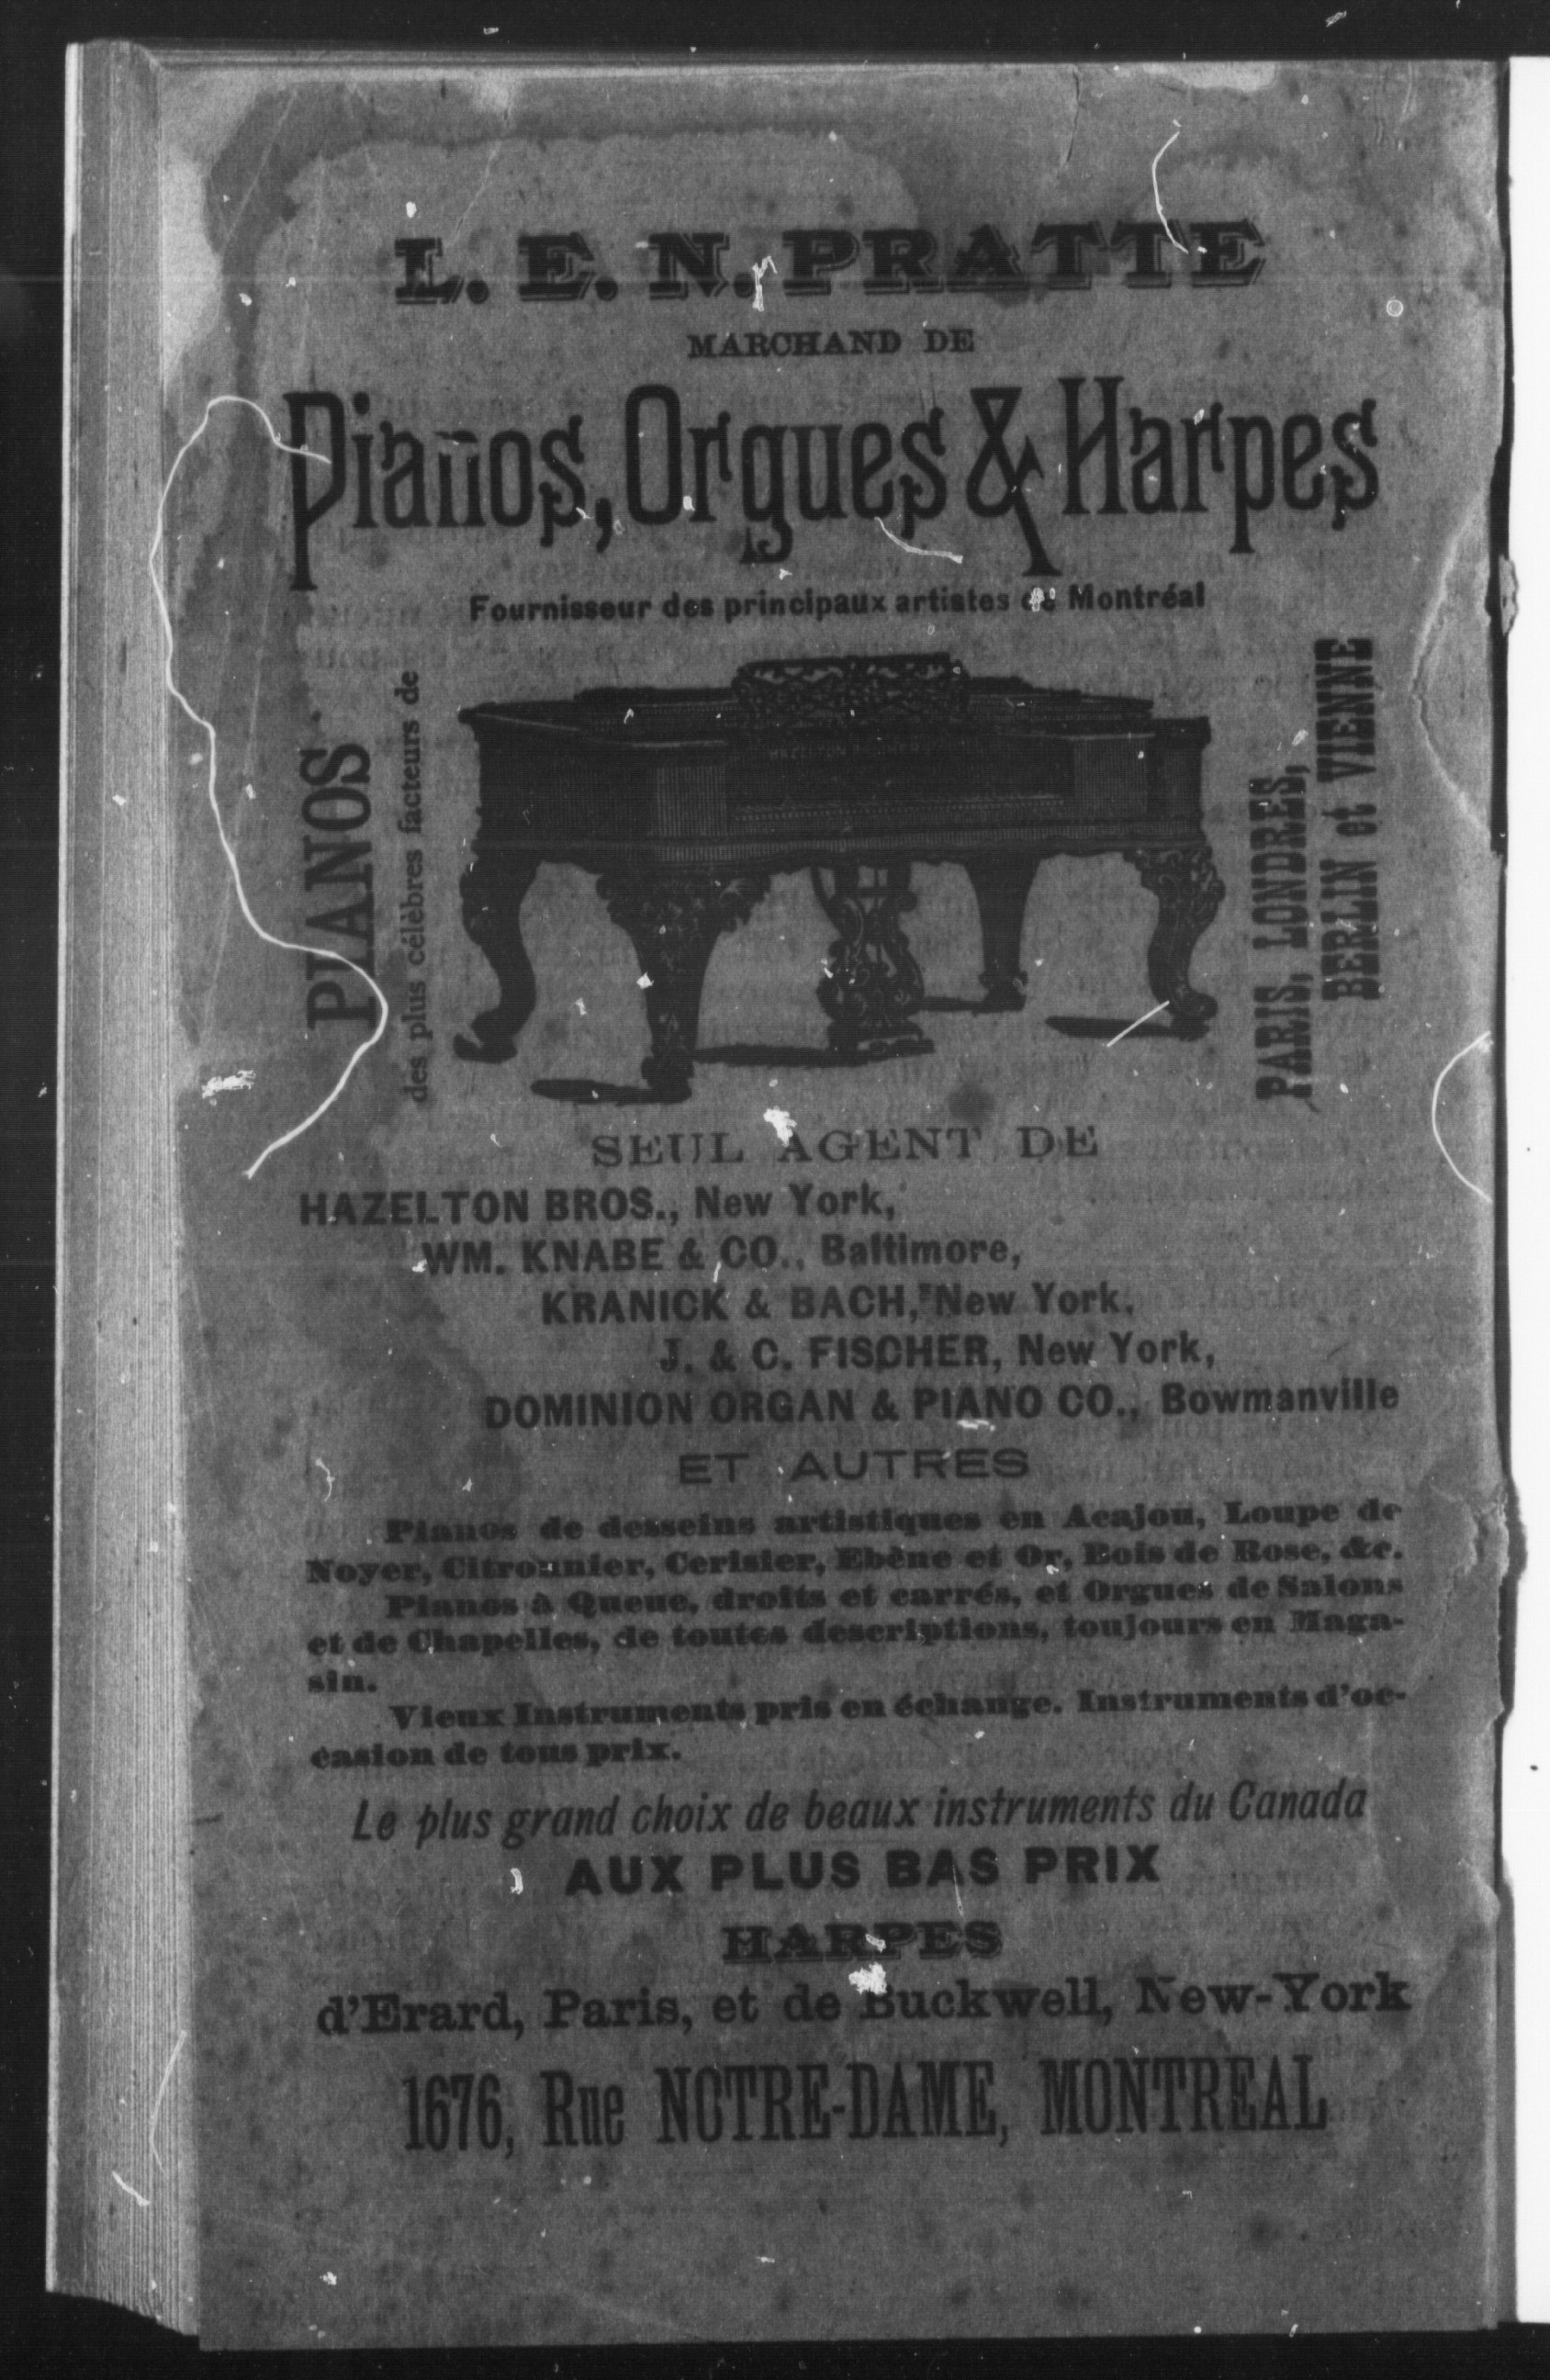 L. E. N. PRATTE
MARCHAND DE
Pianos, Orgues & Harpes
Fournisseur des principaux artistes de Montréal
PIANOS
des plus célèbres facteurs de
PARIS, LONDRES,
BERLIN et VIENNE
HAZELTON BROTHERS
SEUL AGENT DE
HAZELTON BROS., New York,
WM. KNABE & CO., Baltimore,
KRANICK & BACH, New York,
J. & C. FISCHER, New York,
DOMINION ORGAN & PIANO CO., Bowmanville
ET AUTRES
Pianos de desseins artistiques en Acajou, Loupe de
Noyer, Citronnier, Cerisier, Ebène et Or, Bois de Rose, &c.
Pianos à Queue, droits et carrés, et Orgues de Salons
et de Chapelles, de toutes descriptions, toujours en Maga-
sin.
Vieux Instruments pris en échange. Instruments d'oc-
casion de tous prix.
Le plus grand choix de beaux instruments du Canada
AUX PLUS BAS PRIX
HARPES
d'Erard, Paris, et de Buckwell, New-York
1676, Rue NOTRE-DAME, MONTREAL